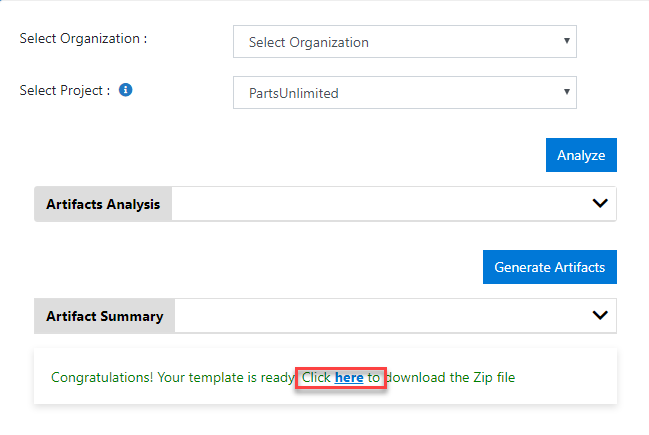 Select Organization :
Select Organization
Select Project :
PartsUnlimited
Analyze
Artifacts Analysis
Generate Artifacts
Artifact Summary
Congratulations! Your template is ready. Click here to download the Zip file